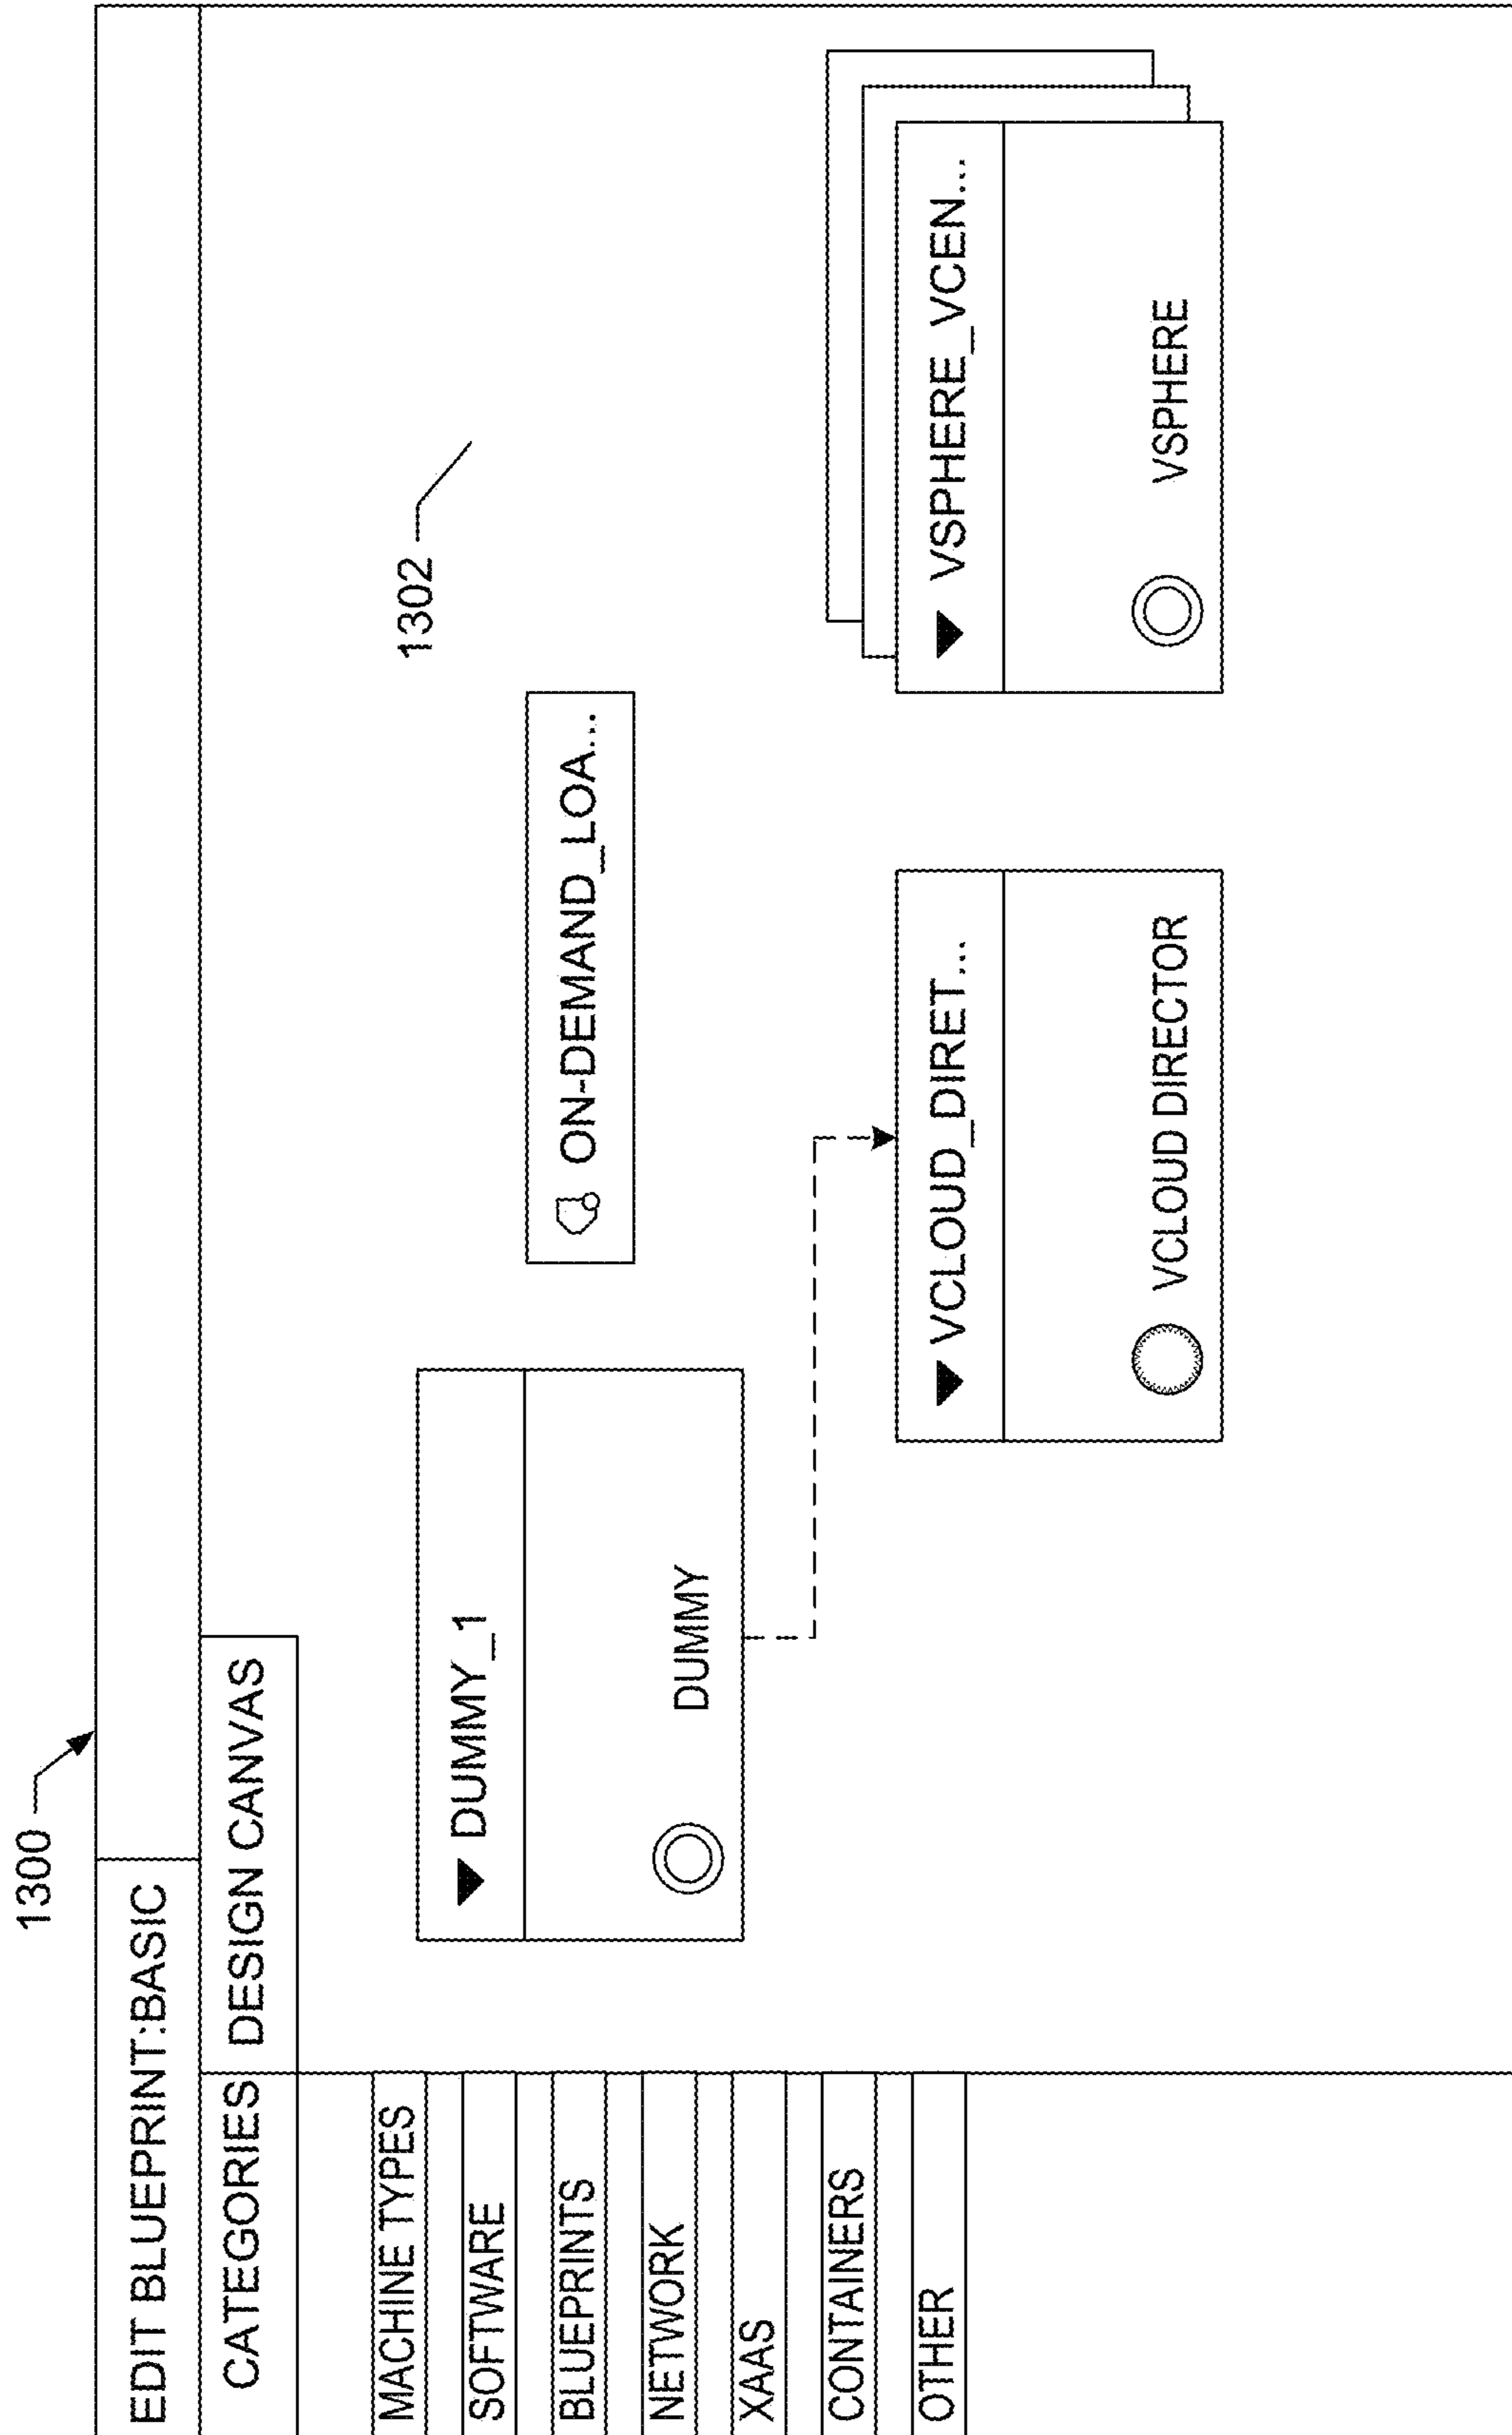 1300
EDIT BLUEPRINT:BASIC
CATEGORIES
DESIGN CANVAS
MACHINE TYPES
SOFTWARE
BLUEPRINTS
NETWORK
XAAS
CONTAINERS
OTHER
1302
DUMMY_1
DUMMY
ON-DEMAND_LOA...
VCLOUD_DIRET...
VCLOUD DIRECTOR
VSPHERE_VCEN...
VSPHERE